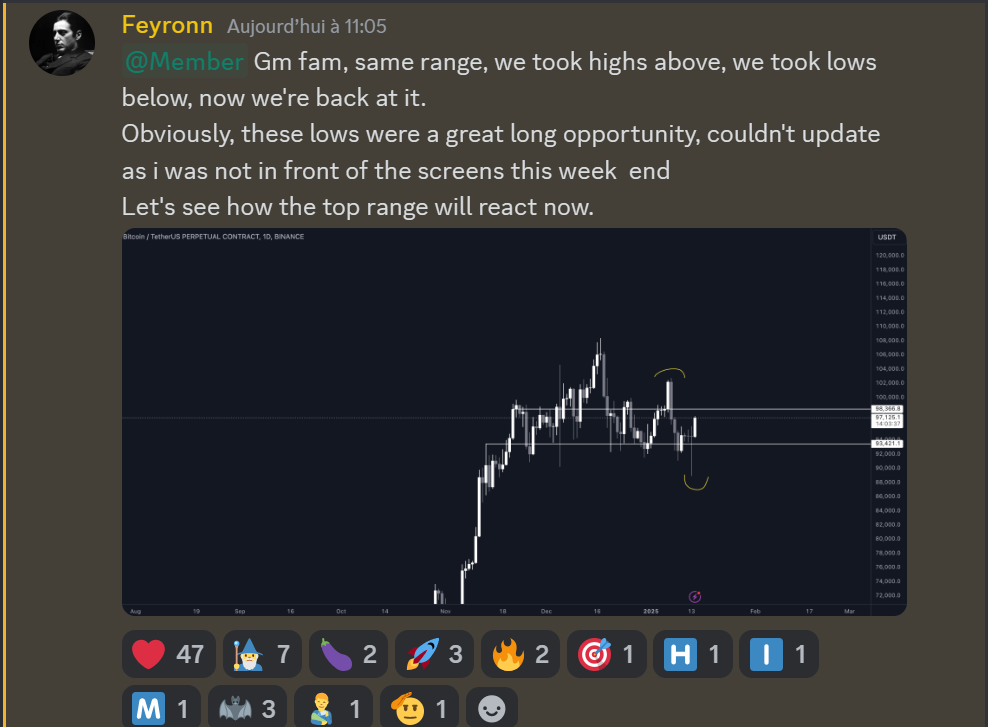 Feyronn Aujourd'hui à 11:05
@Member Gm fam, same range, we took highs above, we took lows
below, now we're back at it.
Obviously, these lows were a great long opportunity, couldn't update
as i was not in front of the screens this week  end
Let's see how the top range will react now.
Bitcoin / TetherUS PERPETUAL CONTRACT, 1D, BINANCE
USDT
120,000.0
118,000.0
116,000.0
114,000.0
112,000.0
110,000.0
108,000.0
106,000.0
104,000.0
102,000.0
100,000.0
98,366.8
97,125.1
14:03:37
93,421.1
92,000.0
90,000.0
88,000.0
86,000.0
84,000.0
82,000.0
80,000.0
78,000.0
76,000.0
74,000.0
72,000.0
Aug 19 Sep 16 Oct 14 Nov 18 Dec 16 2025 13 Feb 17 Mar
47 7 2 3 2 1 H 1 I 1
M 1 3 1 1